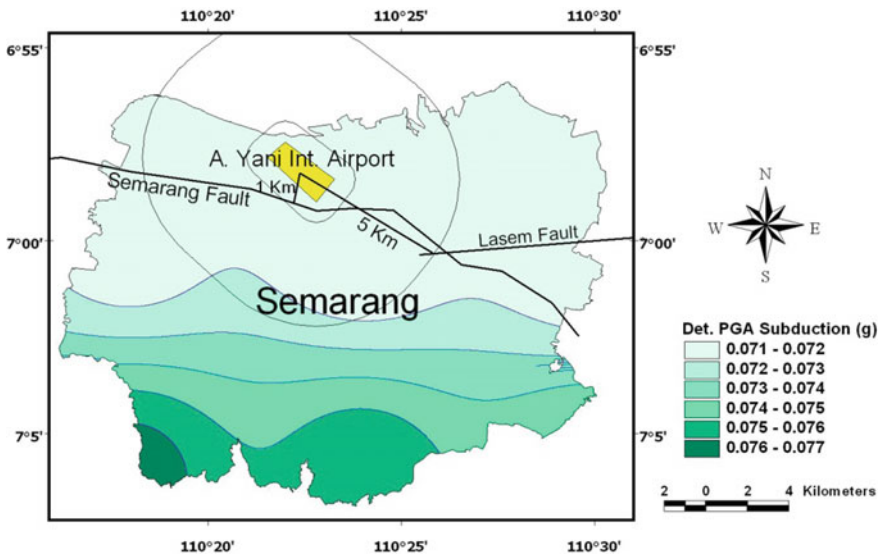 110°20' 110°25' 110°30'
6°55'
A. Yani Int. Airport
Semarang Fault
1 Km
5 Km
Lasem Fault
7°00'
7°00'
Semarang
7°5'
7°5'
110°20' 110°25' 110°30'
N
W E
S
Det. PGA Subduction (g)
0.071 - 0.072
0.072 - 0.073
0.073 - 0.074
0.074 - 0.075
0.075 - 0.076
0.076 - 0.077
2 0 2 4 Kilometers